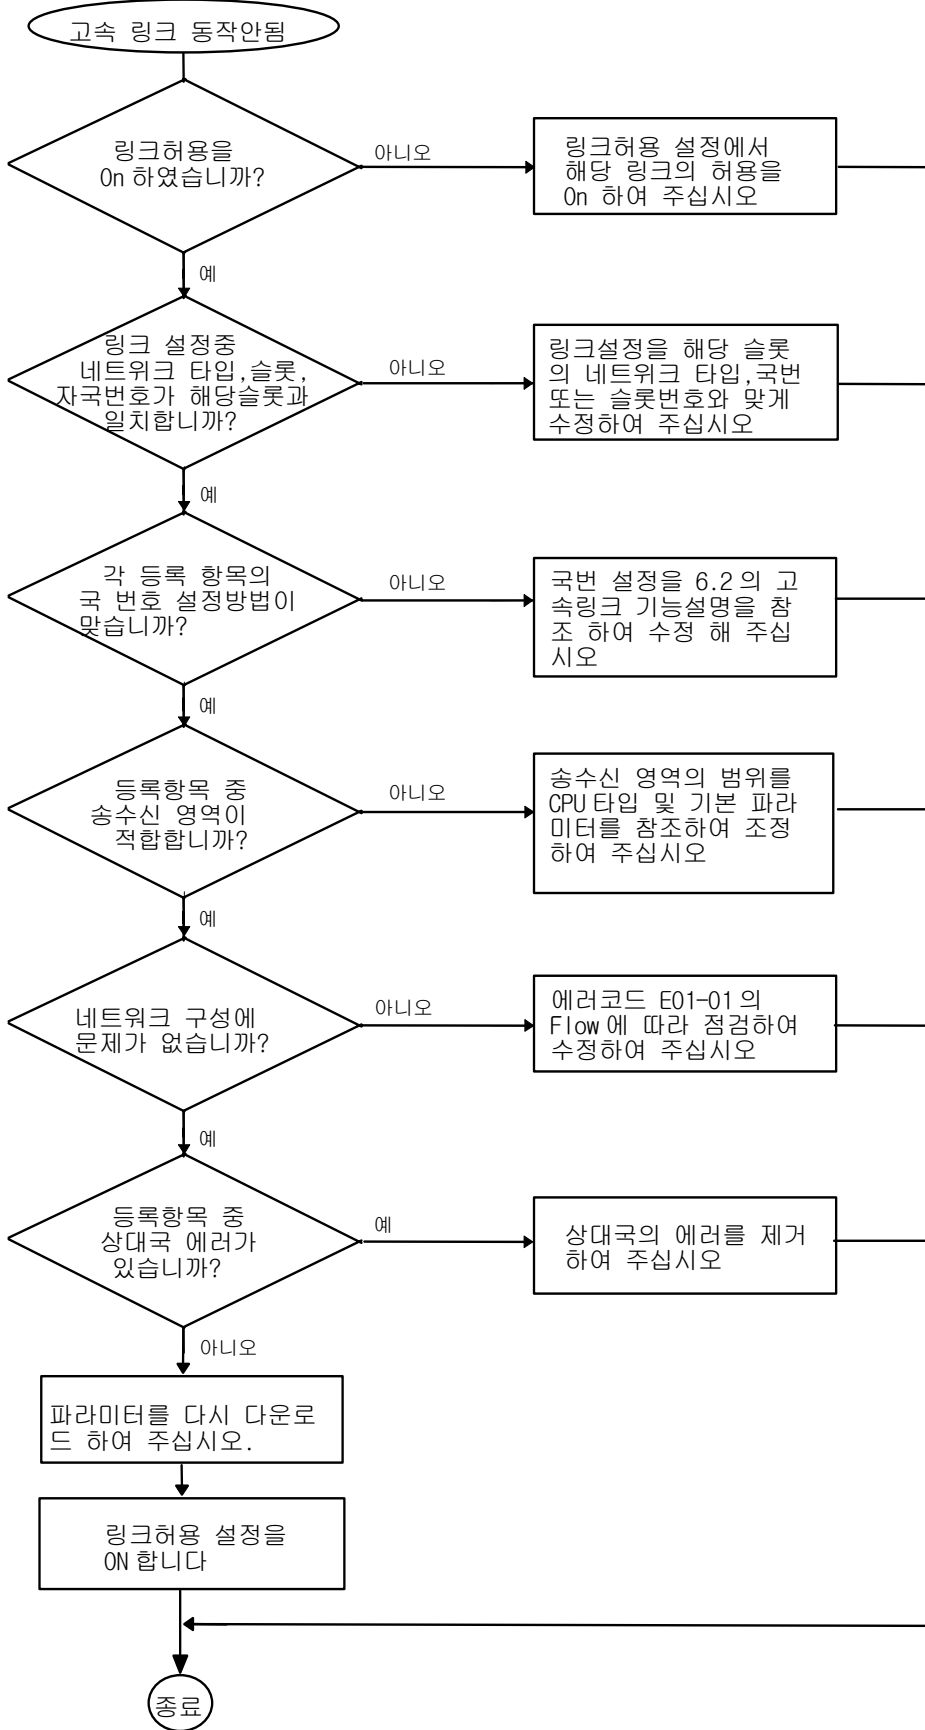 고속 링크 동작안됨
링크허용을
On 하였습니까?
아니오
링크허용 설정에서
해당 링크의 허용을
On 하여 주십시오
예
링크 설정중
네트위크 타입,슬롯,
자국번호가 해당슬롯과
일치합니까?
아니오
링크설정을 해당 슬롯
의 네트위크 타입,국번
또는 슬롯번호와 맞게
수정하여 주십시오
예
각 등록 항목의
국 번호 설정방법이
맞습니까?
아니오
국번 설정을 6.2 의 고
속링크 기능설명을 참
조 하여 수정 해 주십
시오
예
등록항목 중
송수신 영역이
적합합니까?
아니오
송수신 영역의 범위를
CPU 타입 및 기본 파라
미터를 참조하여 조정
하여 주십시오
예
네트워크 구성에
문제가 없습니까?
아니오
에러코드 E01-01 의
Flow 에 따라 점검하여
수정하여 주십시오
예
등록항목 중
상대국 에러가
있습니까?
예
상대국의 에러를 제거
하여 주십시오
아니오
파라미터를 다시 다운로
드 하여 주십시오.
링크허용 설정을
ON 합니다
종료